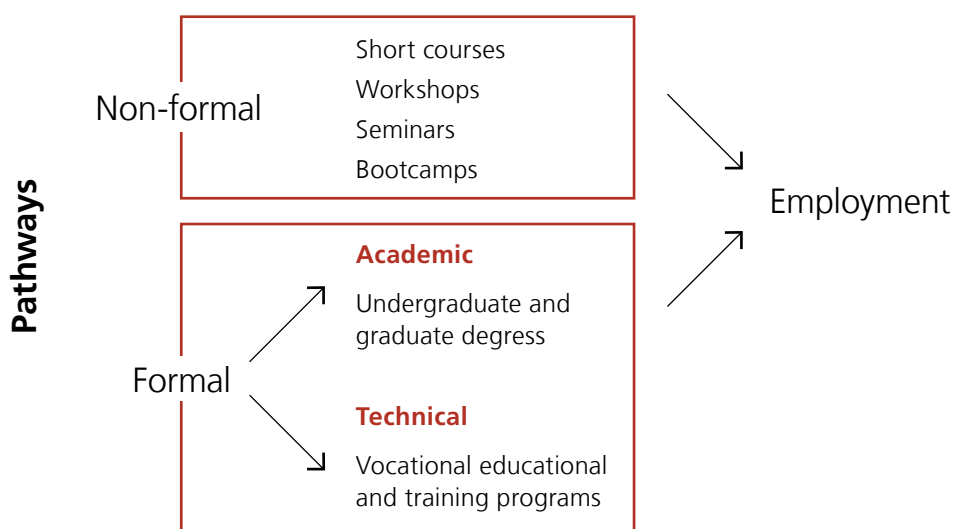 Pathways
Non-formal
Short courses
Workshops
Seminars
Bootcamps
Formal
Academic
Undergraduate and
graduate degress
Technical
Vocational educational
and training programs
Employment